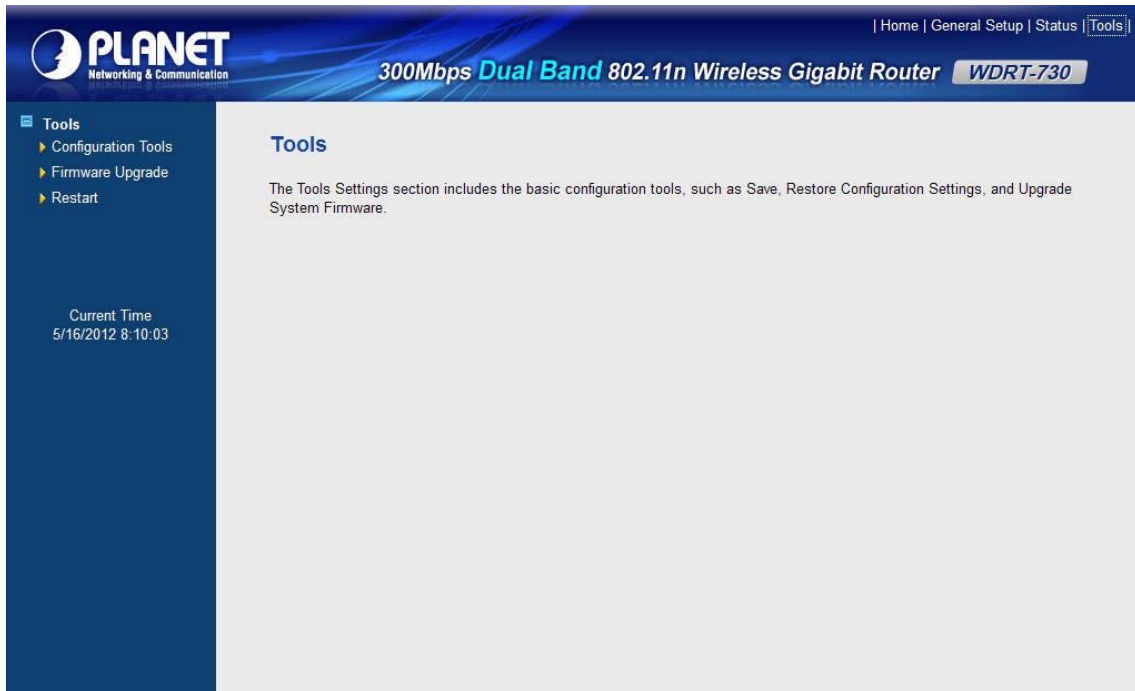 PLANET
Networking & Communication
| Home | General Setup | Status | Tools |
300Mbps Dual Band 802.11n Wireless Gigabit Router WDRT-730
Tools
Configuration Tools
Firmware Upgrade
Restart
Current Time
5/16/2012 8:10:03
Tools
The Tools Settings section includes the basic configuration tools, such as Save, Restore Configuration Settings, and Upgrade
System Firmware.